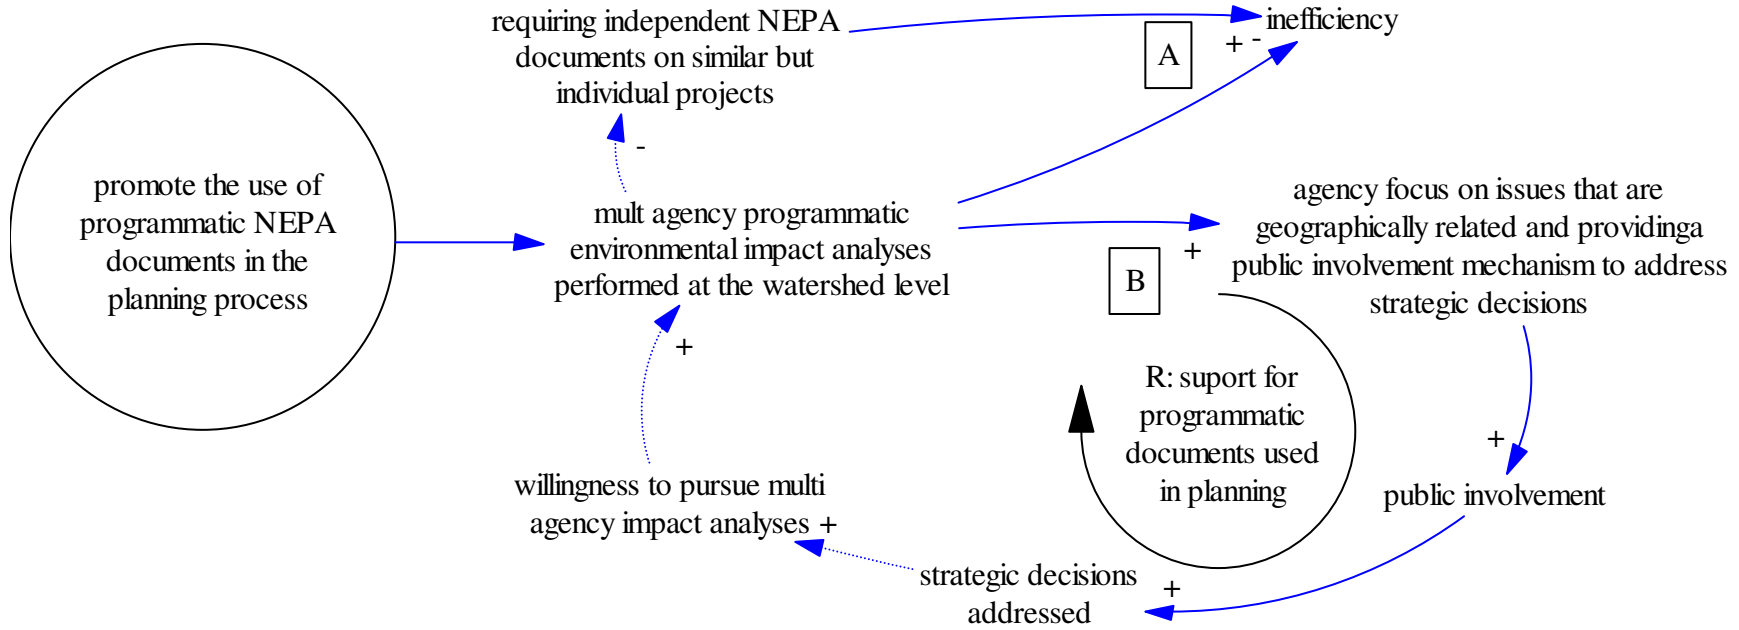 requiring independent NEPA
documents on similar but
individual projects
inefficiency
+ -
A
-
promote the use of
programmatic NEPA
documents in the
planning process
mult agency programmatic
environmental impact analyses
performed at the watershed level
agency focus on issues that are
geographically related and providinga
public involvement mechanism to address
strategic decisions
+
B
+
R: suport for
programmatic
documents used
in planning
+
public involvement
willingness to pursue multi
agency impact analyses +
strategic decisions
addressed
+